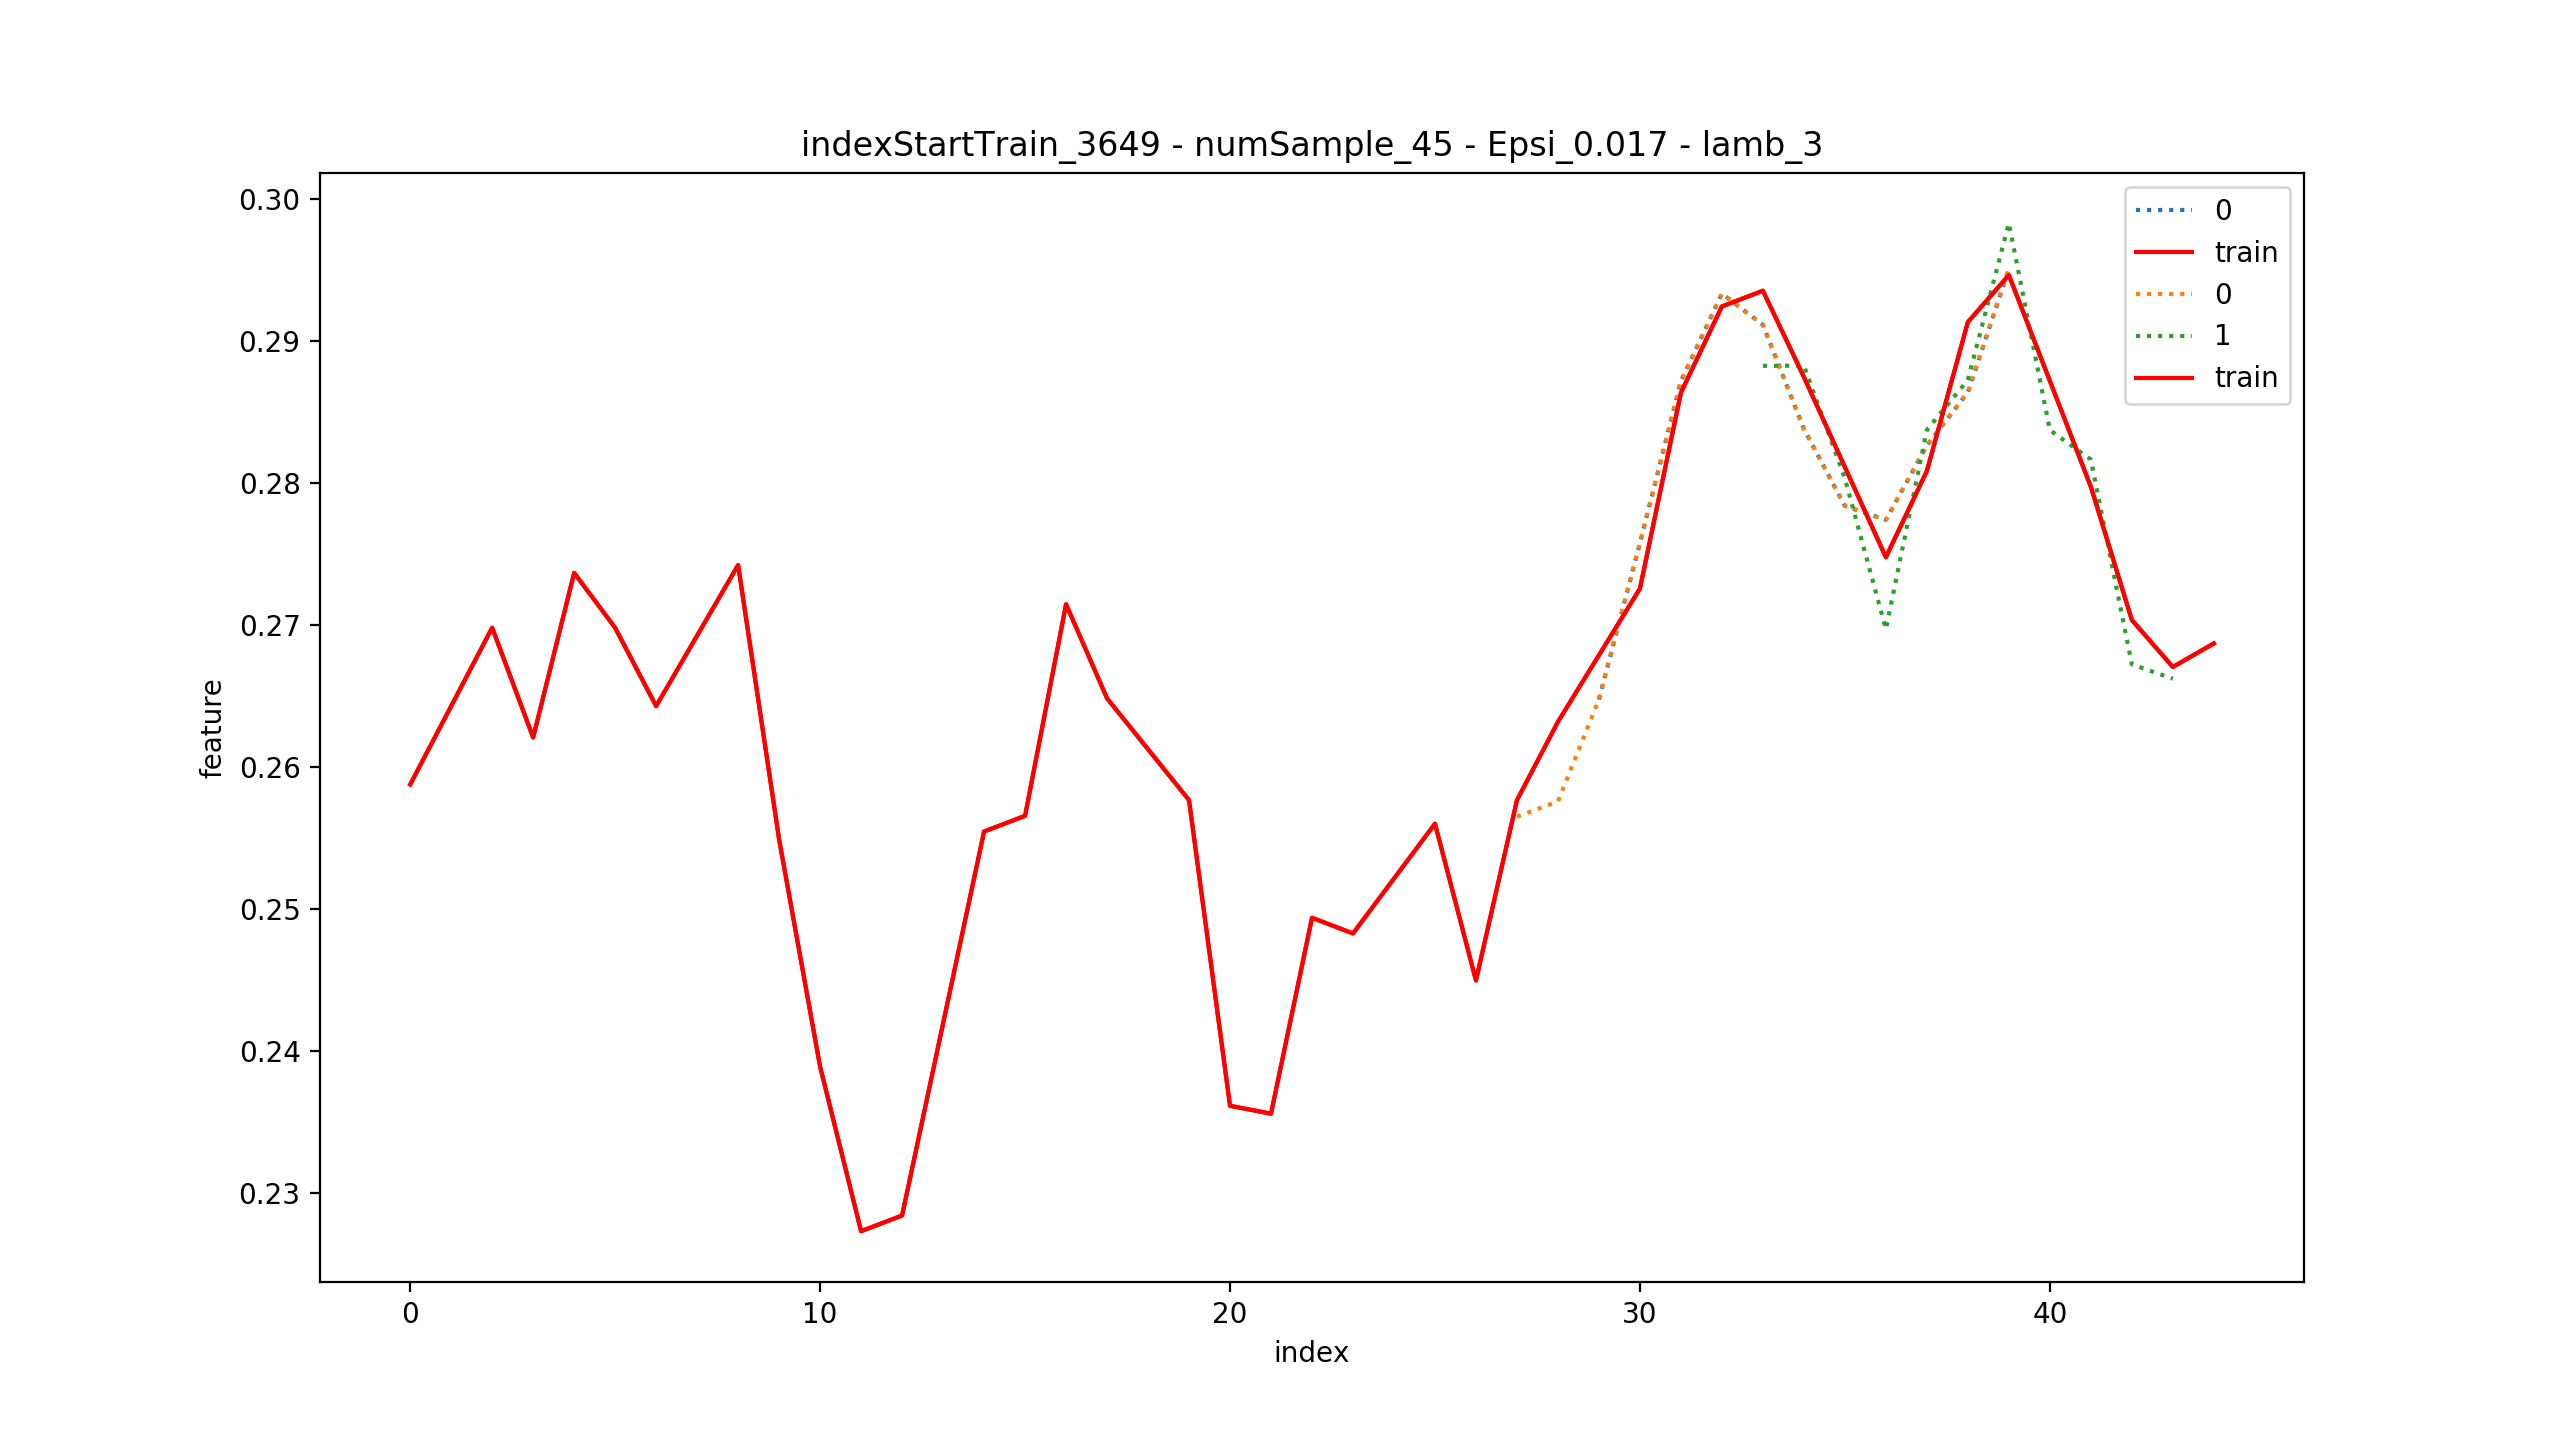 indexStartTrain_3649 - numSample_45 - Epsi_0.017 - lamb_3
0.30
0.29
0.28
0.27
0.26
0.25
0.24
0.23
feature
0
train
0
1
train
0 10 20 30 40
index